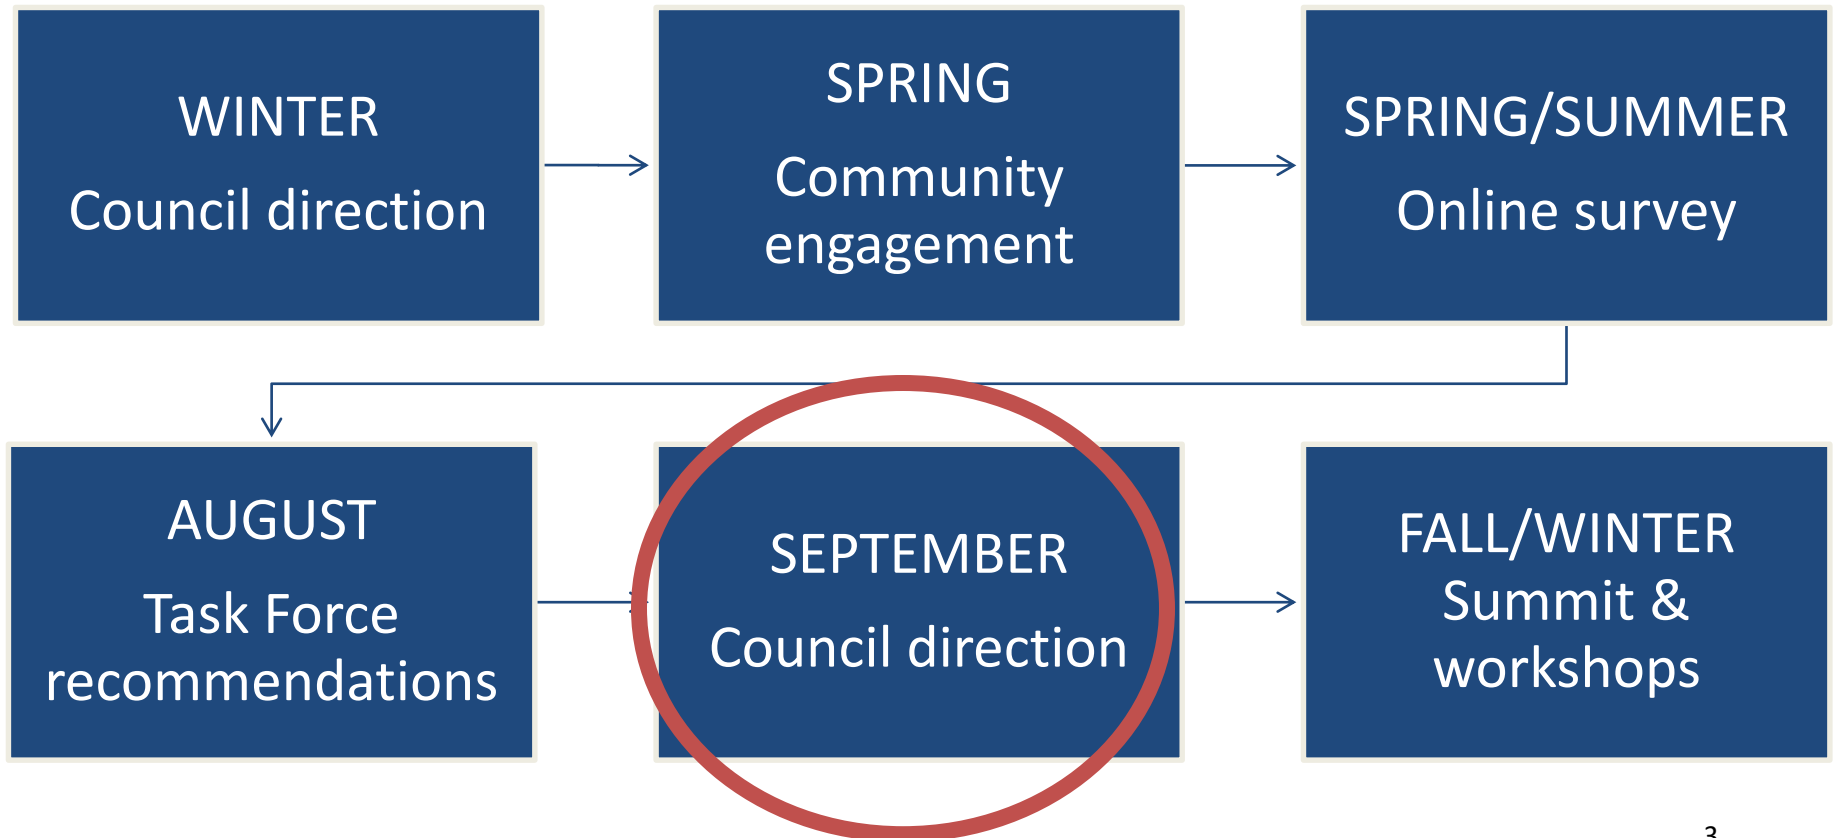 WINTER
Council direction
SPRING
Community
engagement
SPRING/SUMMER
Online survey
AUGUST
Task Force
recommendations
SEPTEMBER
Council direction
FALL/WINTER
Summit &
workshops
3